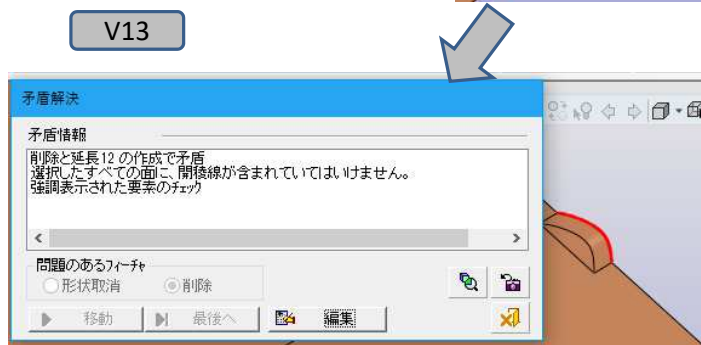 V13
矛盾解決
矛盾情報
削除と延長12 の作成で矛盾
選択したすべての面に、開稜線が含まれていてはいけません。
強調表示された要素のチェック
問題のあるフィーチャ
形状取消 削除
移動 最後へ 編集